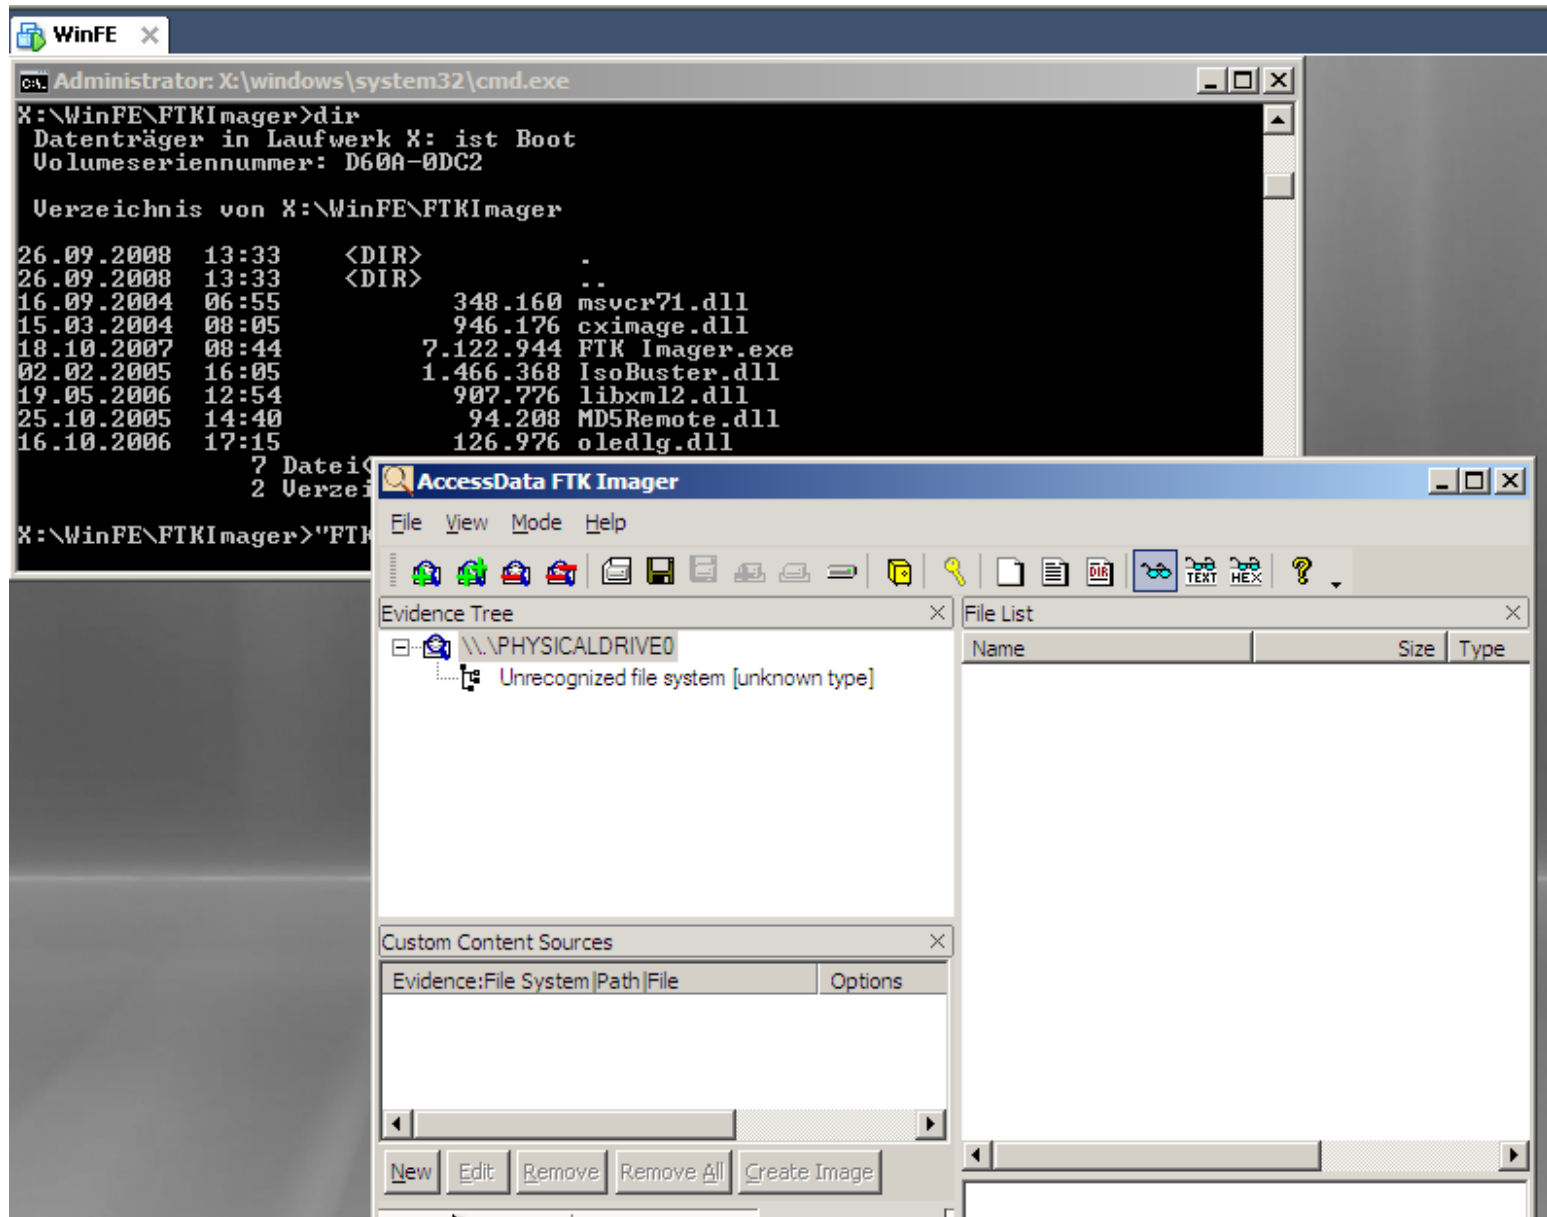 WinFE
Administrator: X:\windows\system32\cmd.exe
X:\WinFE\FTKImager>dir
Datenträger in Laufwerk X: ist Boot
Volumeseriennummer: D60A-0DC2
Verzeichnis von X:\WinFE\FTKImager
26.09.2008 13:33 <DIR> .
26.09.2008 13:33 <DIR> ..
16.09.2004 06:55 348.160 msvcr71.dll
15.03.2004 08:05 946.176 cximage.dll
18.10.2007 08:44 7.122.944 FTK Imager.exe
02.02.2005 16:05 1.466.368 IsoBuster.dll
19.05.2006 12:54 907.776 libxml2.dll
25.10.2005 14:40 94.208 MD5Remote.dll
16.10.2006 17:15 126.976 oledlg.dll
7 Datei(
2 Verzei
X:\WinFE\FTKImager>"FTK
AccessData FTK Imager
File View Mode Help
DIR TEXT HEX
Evidence Tree
\\.\PHYSICALDRIVE0
Unrecognized file system [unknown type]
File List
Name Size Type
Custom Content Sources
Evidence:File System|Path|File Options
New Edit Remove Remove All Create Image